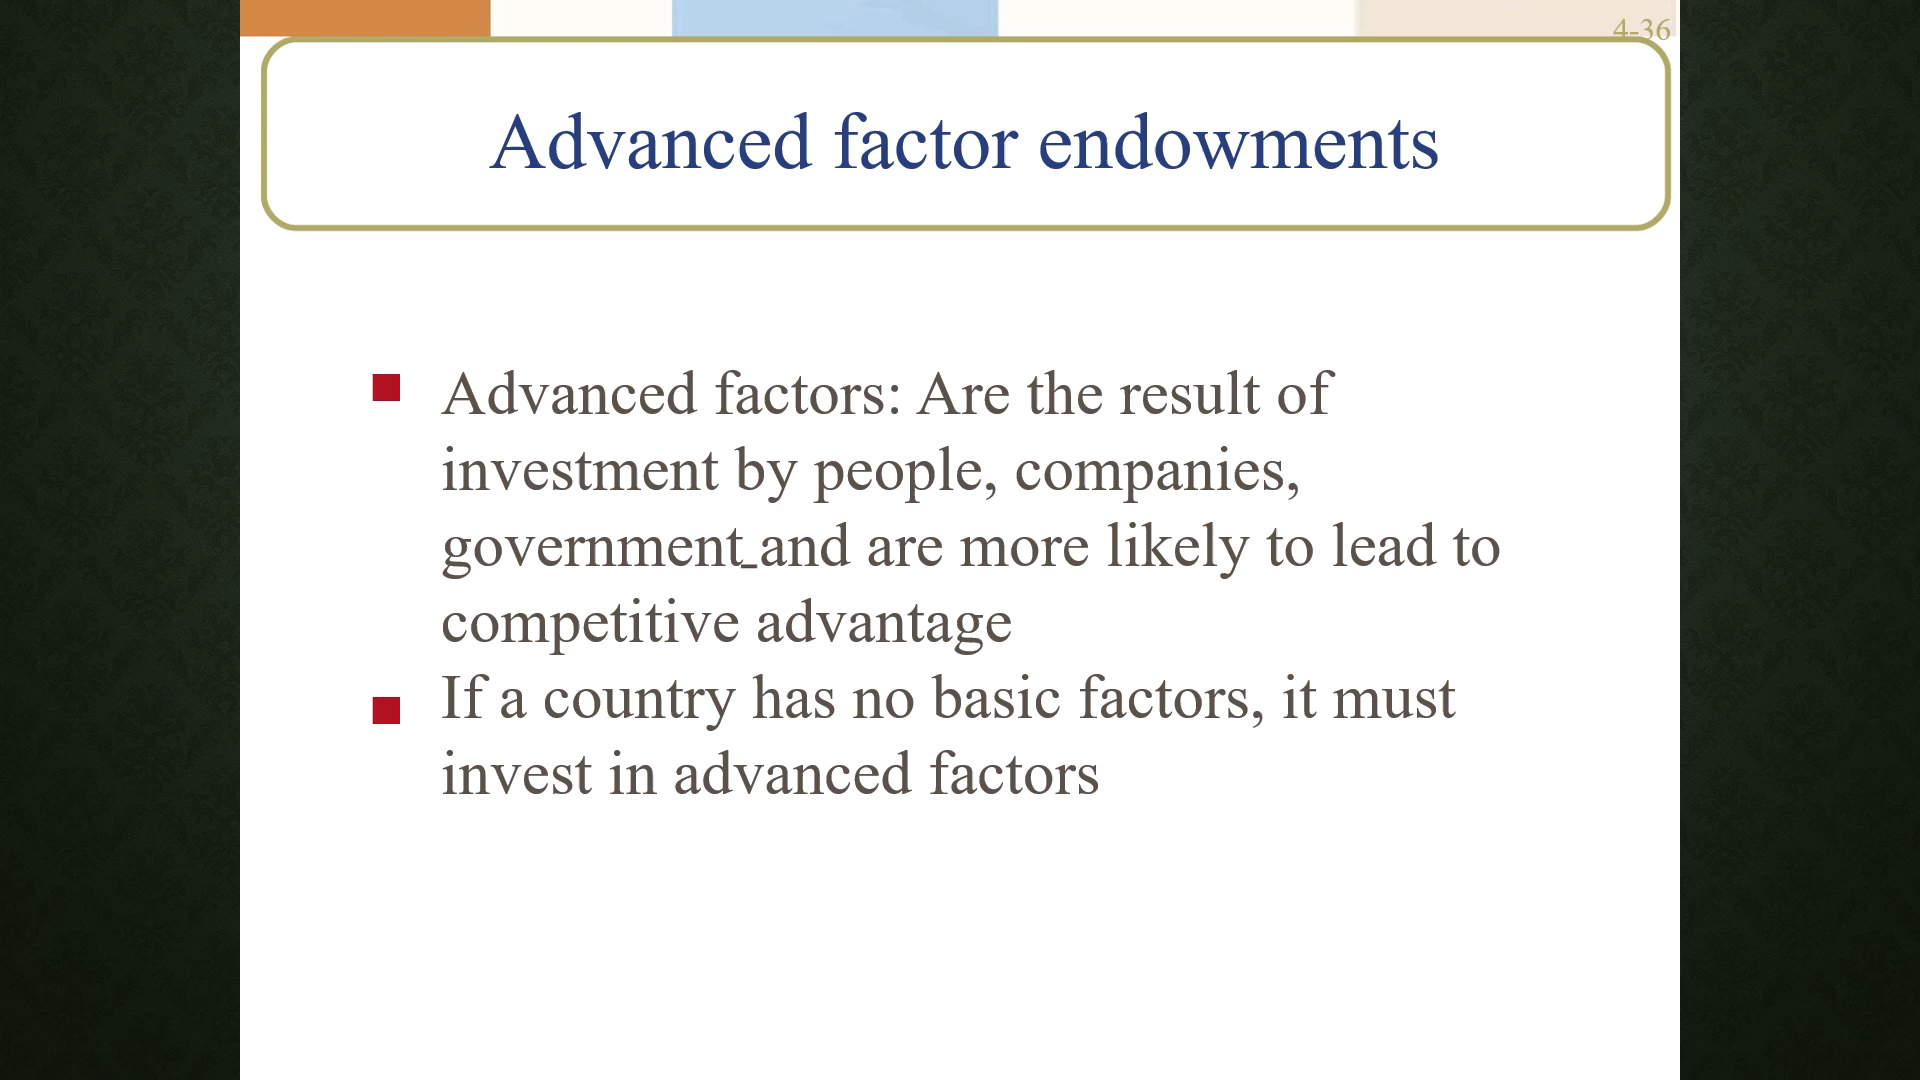 4-36
Advanced factor endowments
Advanced factors: Are the result of
investment by people, companies,
government and are more likely to lead to
competitive advantage
If a country has no basic factors, it must
invest in advanced factors